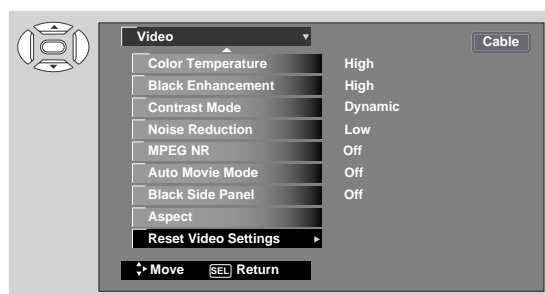 Video
Cable
Color Temperature High
Black Enhancement High
Contrast Mode Dynamic
Noise Reduction Low
MPEG NR Off
Auto Movie Mode Off
Black Side Panel Off
Aspect
Reset Video Settings
Move SEL Return